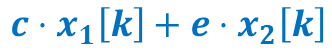 c · x₁[k] + e · x₂[k]